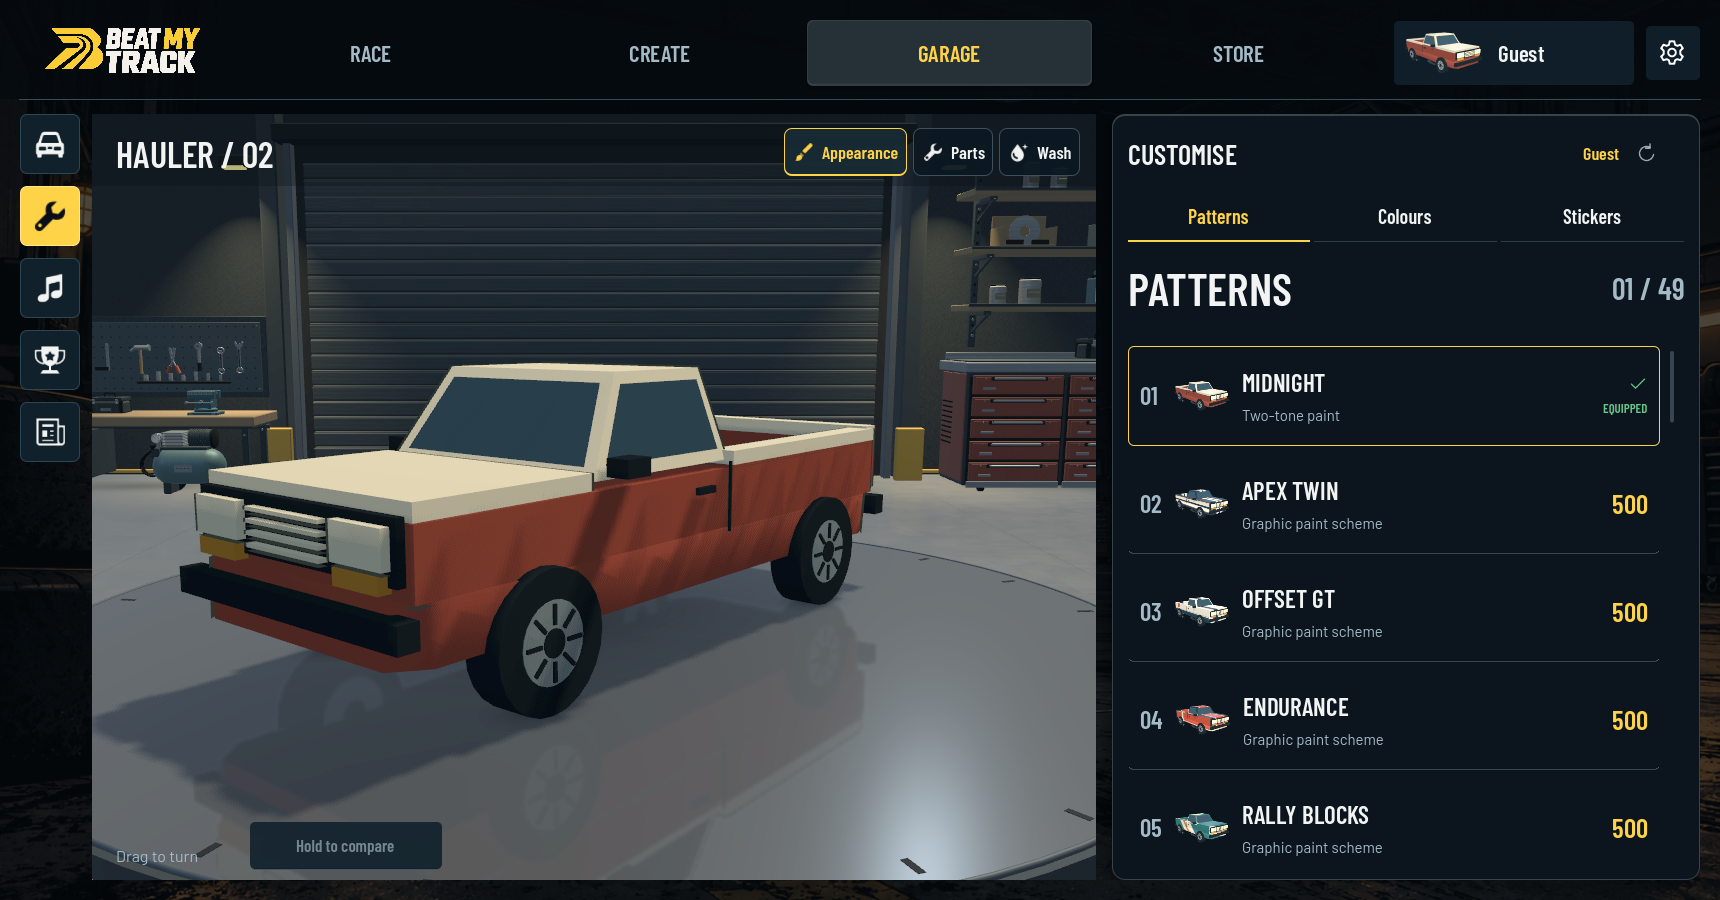 BEAT MY
TRACK
RACE
CREATE
GARAGE
STORE
Guest
HAULER / 02
Appearance
Parts
Wash
Drag to turn
Hold to compare
CUSTOMISE
Guest
Patterns
Colours
Stickers
PATTERNS
01 / 49
01
MIDNIGHT
Two-tone paint
EQUIPPED
02
APEX TWIN
Graphic paint scheme
500
03
OFFSET GT
Graphic paint scheme
500
04
ENDURANCE
Graphic paint scheme
500
05
RALLY BLOCKS
Graphic paint scheme
500